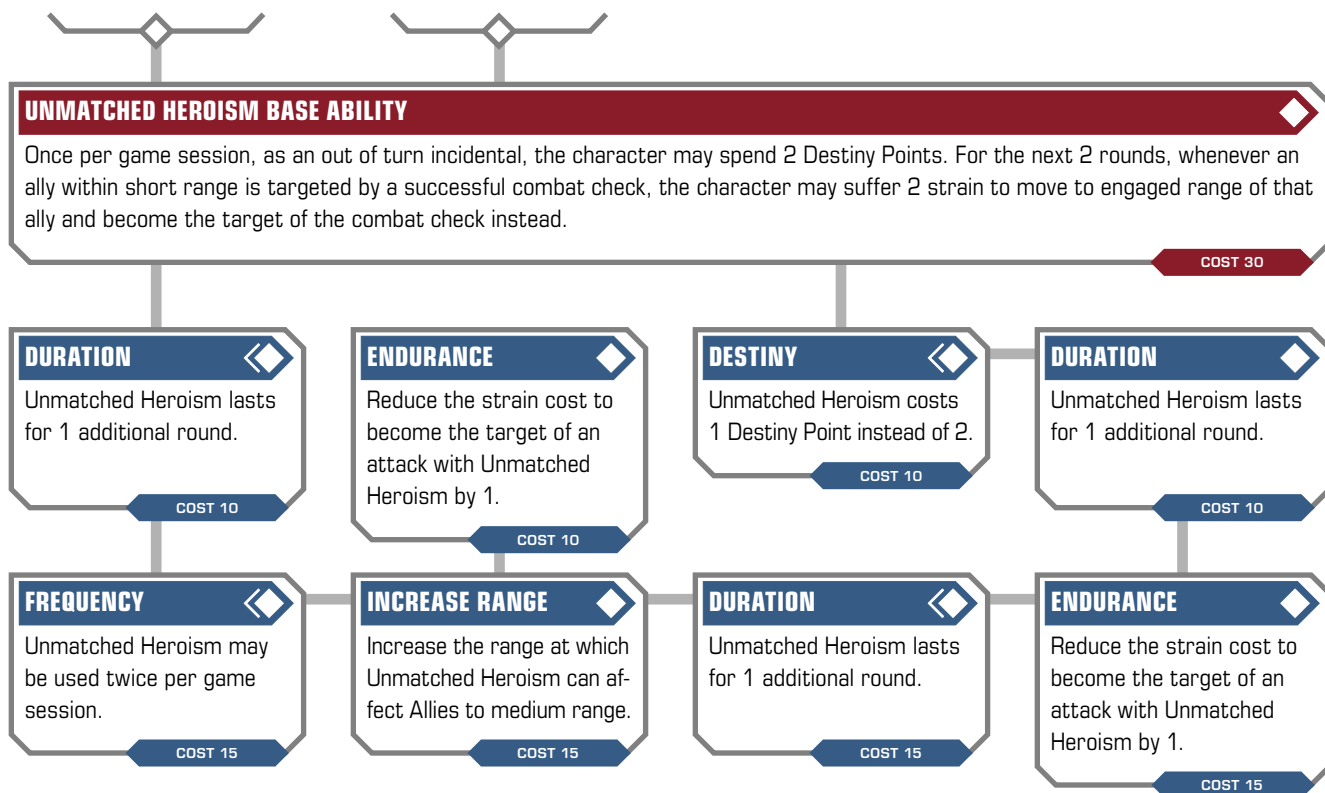 UNMATCHED HEROISM BASE ABILITY
Once per game session, as an out of turn incidental, the character may spend 2 Destiny Points. For the next 2 rounds, whenever an
ally within short range is targeted by a successful combat check, the character may suffer 2 strain to move to engaged range of that
ally and become the target of the combat check instead.
COST 30
DURATION
Unmatched Heroism lasts
for 1 additional round.
COST 10
ENDURANCE
Reduce the strain cost to
become the target of an
attack with Unmatched
Heroism by 1.
COST 10
DESTINY
Unmatched Heroism costs
1 Destiny Point instead of 2.
COST 10
DURATION
Unmatched Heroism lasts
for 1 additional round.
COST 10
FREQUENCY
Unmatched Heroism may
be used twice per game
session.
COST 15
INCREASE RANGE
Increase the range at which
Unmatched Heroism can af-
fect Allies to medium range.
COST 15
DURATION
Unmatched Heroism lasts
for 1 additional round.
COST 15
ENDURANCE
Reduce the strain cost to
become the target of an
attack with Unmatched
Heroism by 1.
COST 15